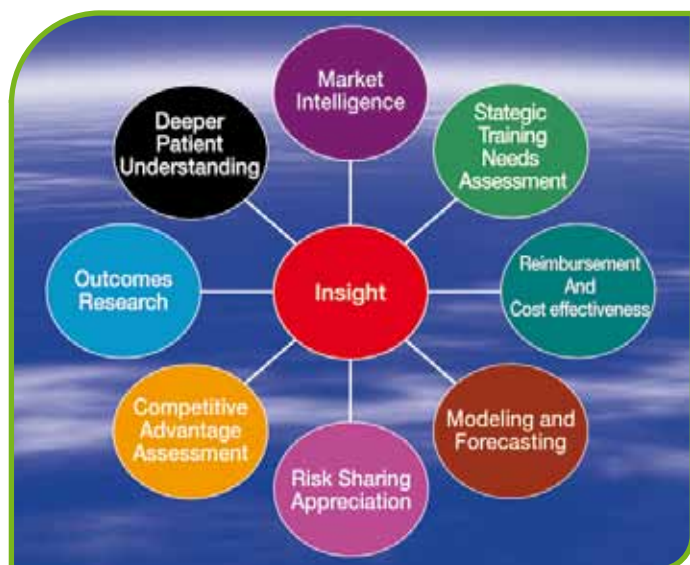 Market
Intelligence
Deeper
Patient
Understanding
Stategic
Training
Needs
Assessment
Outcomes
Research
Insight
Reimbursement
And
Cost effectiveness
Competitive
Advantage
Assessment
Modeling and
Forecasting
Risk Sharing
Appreciation